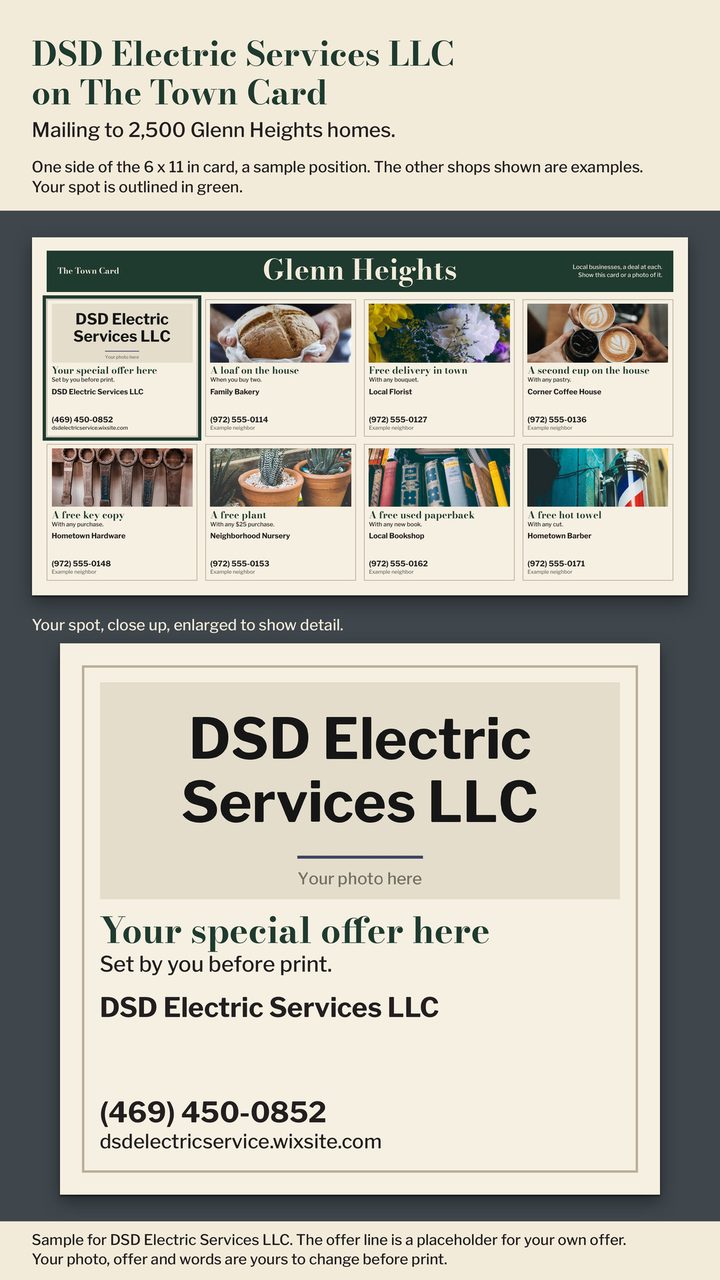 DSD Electric Services LLC
on The Town Card
Mailing to 2,500 Glenn Heights homes.
One side of the 6 x 11 in card, a sample position. The other shops shown are examples.
Your spot is outlined in green.
The Town Card
Glenn Heights
Local businesses, a deal at each.
Show this card or a photo of it.
DSD Electric
Services LLC
Your photo here
Your special offer here
Set by you before print.
DSD Electric Services LLC
(469) 450-0852
dsdelectricservice.wixsite.com
A loaf on the house
When you buy two.
Family Bakery
(972) 555-0114
Example neighbor
Free delivery in town
With any bouquet.
Local Florist
(972) 555-0127
Example neighbor
A second cup on the house
With any pastry.
Corner Coffee House
(972) 555-0136
Example neighbor
A free key copy
With any purchase.
Hometown Hardware
(972) 555-0148
Example neighbor
A free plant
With any $25 purchase.
Neighborhood Nursery
(972) 555-0153
Example neighbor
A free used paperback
With any new book.
Local Bookshop
(972) 555-0162
Example neighbor
A free hot towel
With any cut.
Hometown Barber
(972) 555-0171
Example neighbor
Your spot, close up, enlarged to show detail.
DSD Electric
Services LLC
Your photo here
Your special offer here
Set by you before print.
DSD Electric Services LLC
(469) 450-0852
dsdelectricservice.wixsite.com
Sample for DSD Electric Services LLC. The offer line is a placeholder for your own offer.
Your photo, offer and words are yours to change before print.